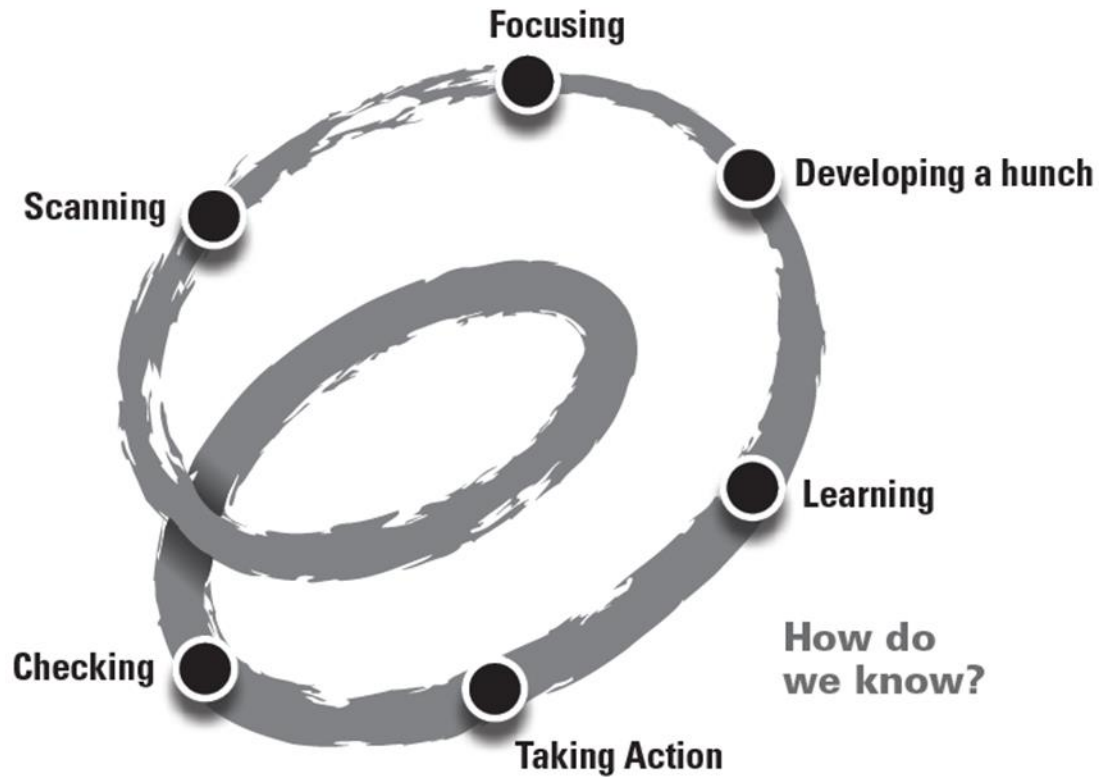 Focusing
Developing a hunch
Scanning
Learning
How do
we know?
Checking
Taking Action